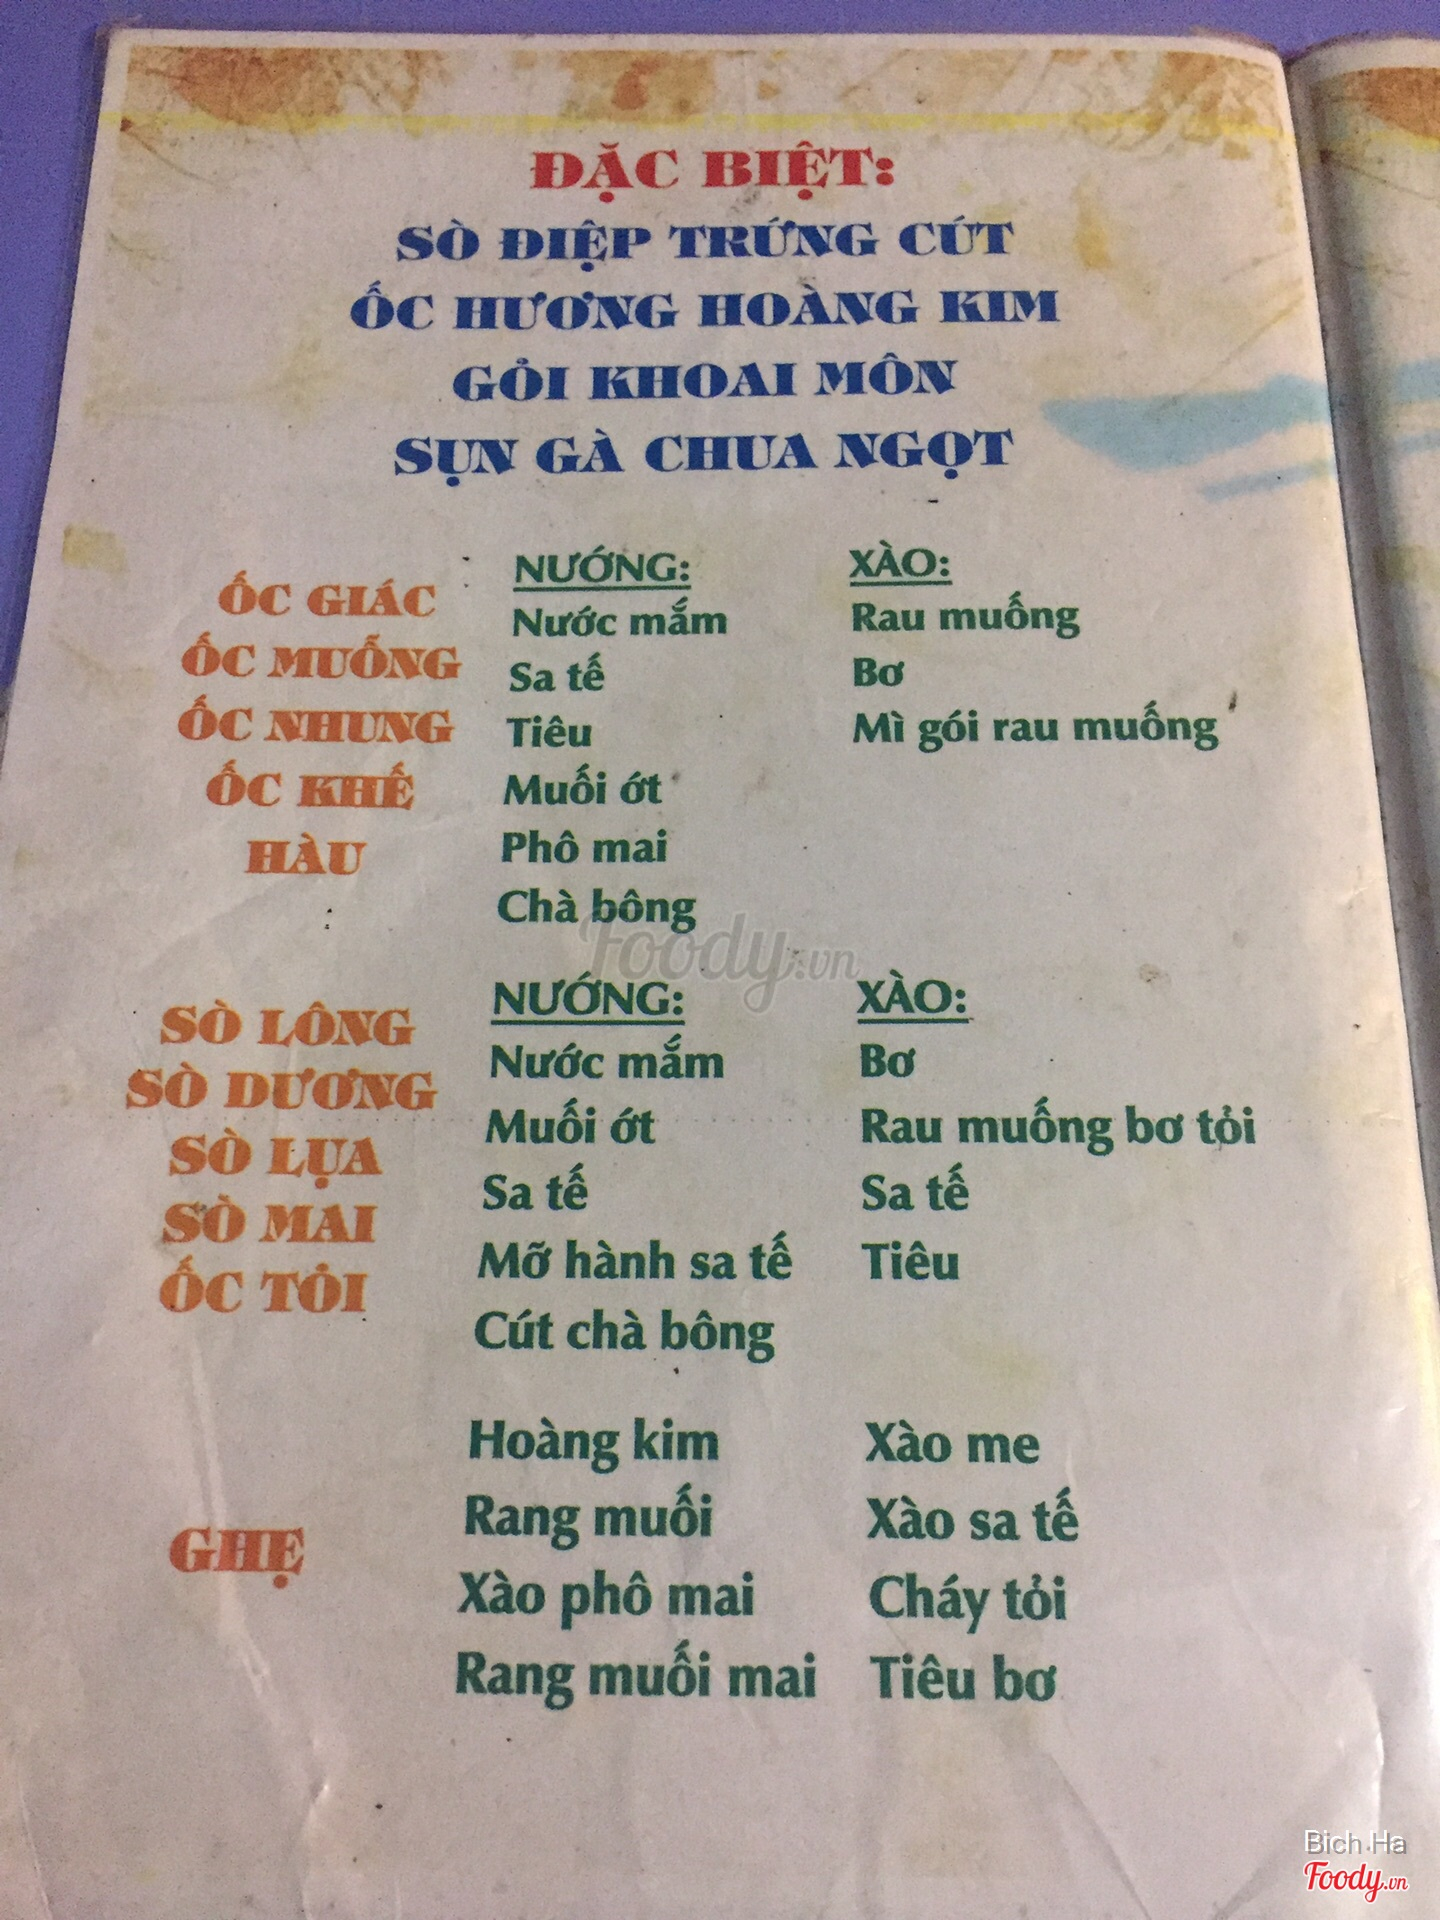 ĐẶC BIỆT:
SÒ ĐIỆP TRỨNG CÚT
ỐC HƯƠNG HOÀNG KIM
GỎI KHOAI MÔN
SỤN GÀ CHUA NGỌT
ỐC GIÁC
ỐC MUỖNG
ỐC NHUNG
ỐC KHẾ
HÀU
NƯỚNG:
Nước mắm
Sa tế
Tiêu
Muối ớt
Phô mai
Chà bông
XÀO:
Rau muống
Bơ
Mì gói rau muống
Foody.vn
SÒ LÔNG
SÒ DƯƠNG
SÒ LỤA
SÒ MAI
ỐC TỎI
NƯỚNG:
Nước mắm
Muối ớt
Sa tế
Mỡ hành sa tế
Cút chà bông
XÀO:
Bơ
Rau muống bơ tỏi
Sa tế
Tiêu
GHẸ
Hoàng kim
Rang muối
Xào phô mai
Rang muối mai
Xào me
Xào sa tế
Cháy tỏi
Tiêu bơ
Bich Ha
Foody.vn